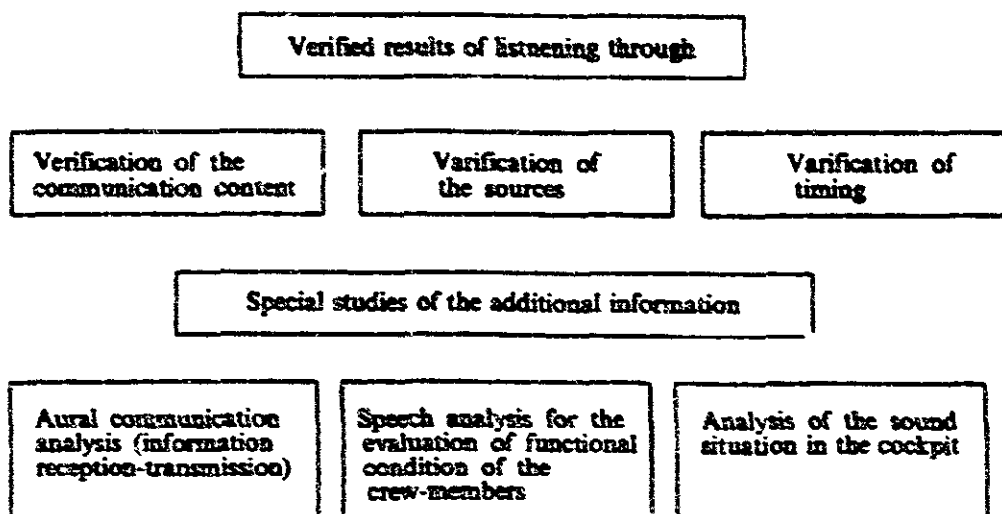 Verified results of listnening through
Verification of the
communication content
Varification of
the sources
Varification of
timing
Special studies of the additional information
Aural communication
analysis (information
reception-transmission)
Speech analysis for the
evaluation of functional
condition of the
crew-members
Analysis of the sound
situation in the cockpit